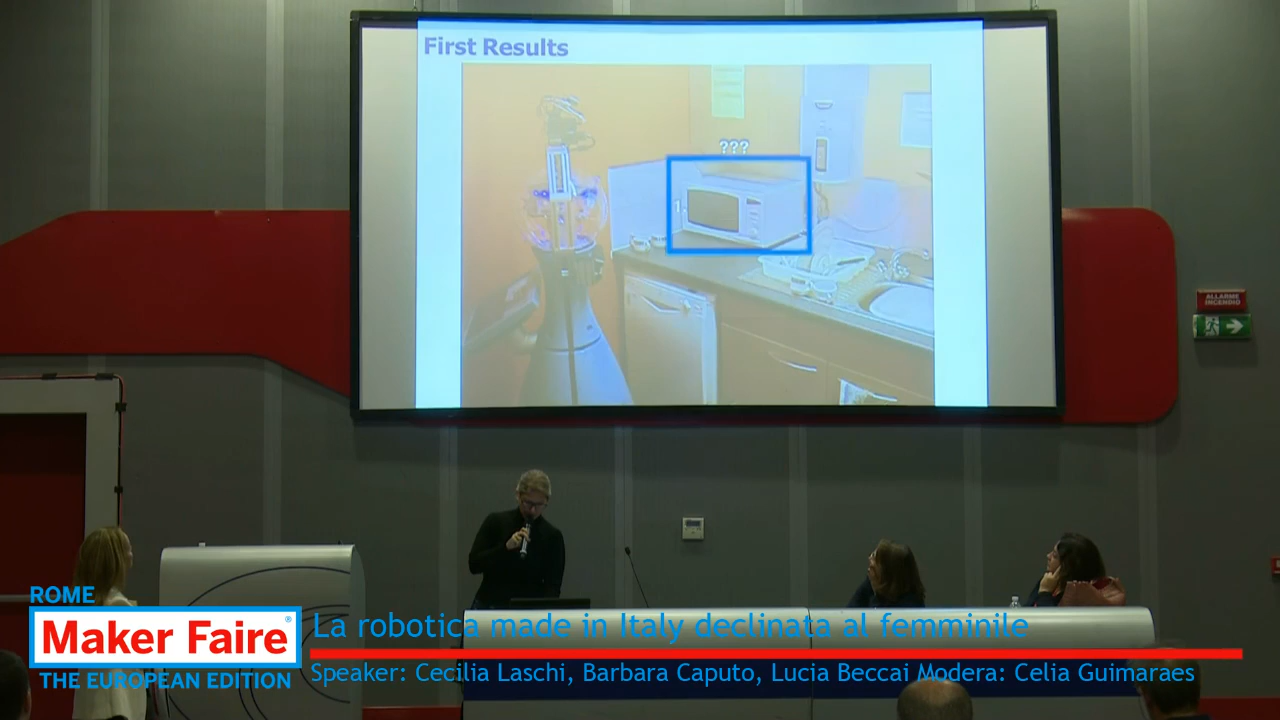 First Results
???
ALLARME
INCENDIO
ROME
Maker Faire®
THE EUROPEAN EDITION
La robotica made in Italy declinata al femminile
Speaker: Cecilia Laschi, Barbara Caputo, Lucia Beccai Modera: Celia Guimaraes